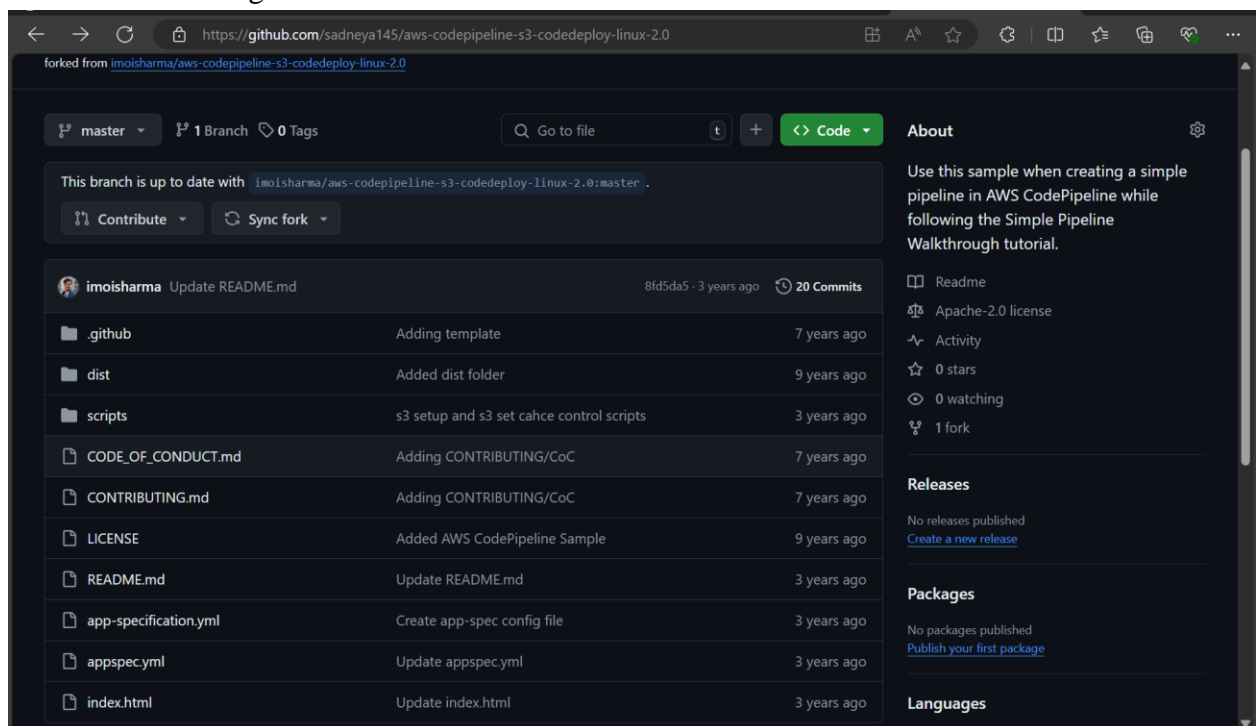 https://github.com/sadneya145/aws-codepipeline-s3-codedeploy-linux-2.0
forked from imoisharma/aws-codepipeline-s3-codedeploy-linux-2.0
master 1 Branch 0 Tags Go to file t + <> Code
This branch is up to date with imoisharma/aws-codepipeline-s3-codedeploy-linux-2.0:master .
Contribute Sync fork
imoisharma Update README.md 8fd5da5 · 3 years ago 20 Commits
.github Adding template 7 years ago
dist Added dist folder 9 years ago
scripts s3 setup and s3 set cahce control scripts 3 years ago
CODE_OF_CONDUCT.md Adding CONTRIBUTING/CoC 7 years ago
CONTRIBUTING.md Adding CONTRIBUTING/CoC 7 years ago
LICENSE Added AWS CodePipeline Sample 9 years ago
README.md Update README.md 3 years ago
app-specification.yml Create app-spec config file 3 years ago
appspec.yml Update appspec.yml 3 years ago
index.html Update index.html 3 years ago
About
Use this sample when creating a simple
pipeline in AWS CodePipeline while
following the Simple Pipeline
Walkthrough tutorial.
Readme
Apache-2.0 license
Activity
0 stars
0 watching
1 fork
Releases
No releases published
Create a new release
Packages
No packages published
Publish your first package
Languages